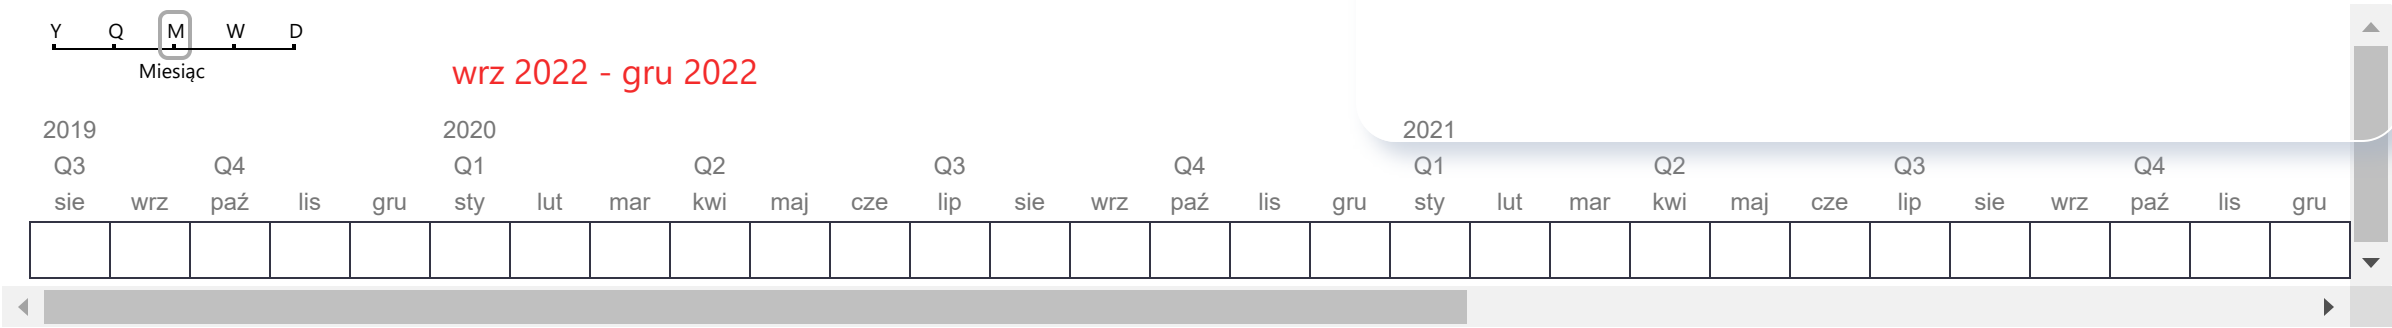 Y Q M W D
Miesiąc
wrz 2022 - gru 2022
2019 2020 2021
Q3 Q4 Q1 Q2 Q3 Q4 Q1 Q2 Q3 Q4
sie wrz paź lis gru sty lut mar kwi maj cze lip sie wrz paź lis gru sty lut mar kwi maj cze lip sie wrz paź lis gru